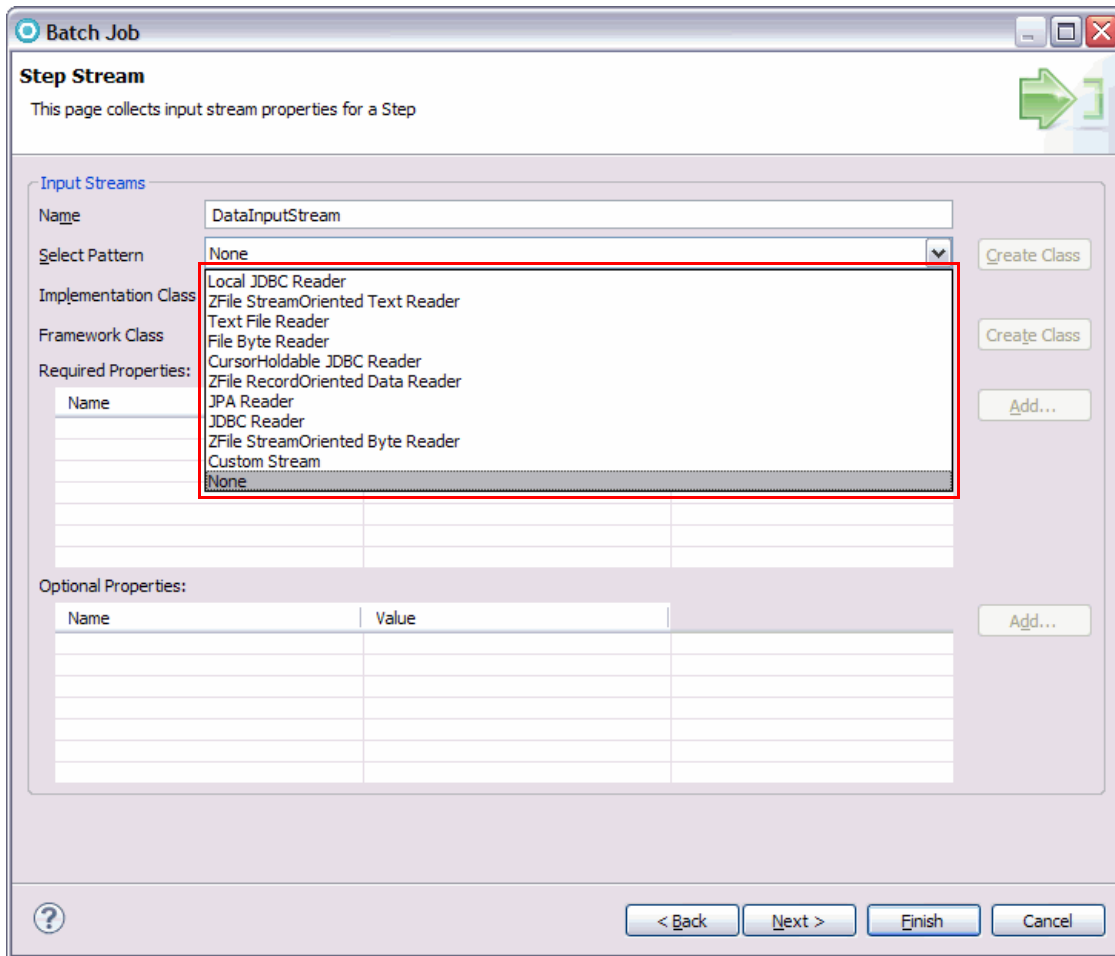 Batch Job
Step Stream
This page collects input stream properties for a Step
Input Streams
Name DataInputStream
Select Pattern None Create Class
Local JDBC Reader
Implementation Class
ZFile StreamOriented Text Reader
Text File Reader
Framework Class Create Class
File Byte Reader
CursorHoldable JDBC Reader
Required Properties:
ZFile RecordOriented Data Reader
Name JPA Reader Add...
JDBC Reader
ZFile StreamOriented Byte Reader
Custom Stream
None
Optional Properties:
Name Value Add...
?
< Back Next > Finish Cancel